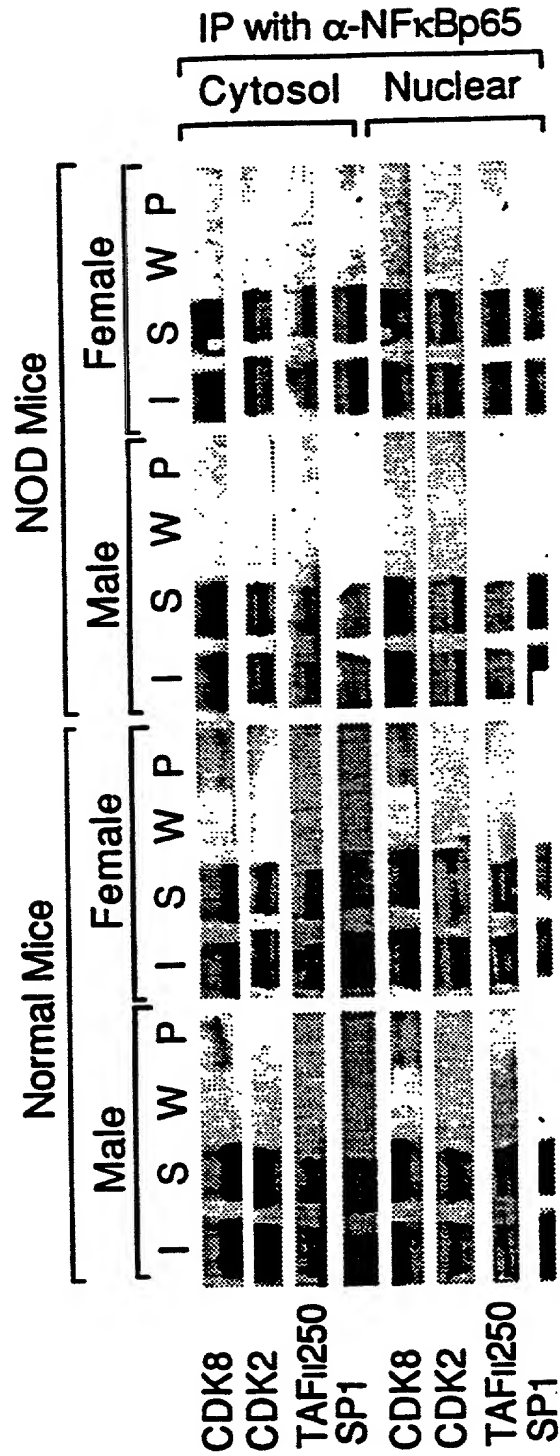 Normal Mice NOD Mice
Male Female Male Female
I S W P I S W P I S W P I S W P
IP with α-NFκBp65
Cytosol
CDK8
CDK2
TAFII250
SP1
Nuclear
CDK8
CDK2
TAFII250
SP1